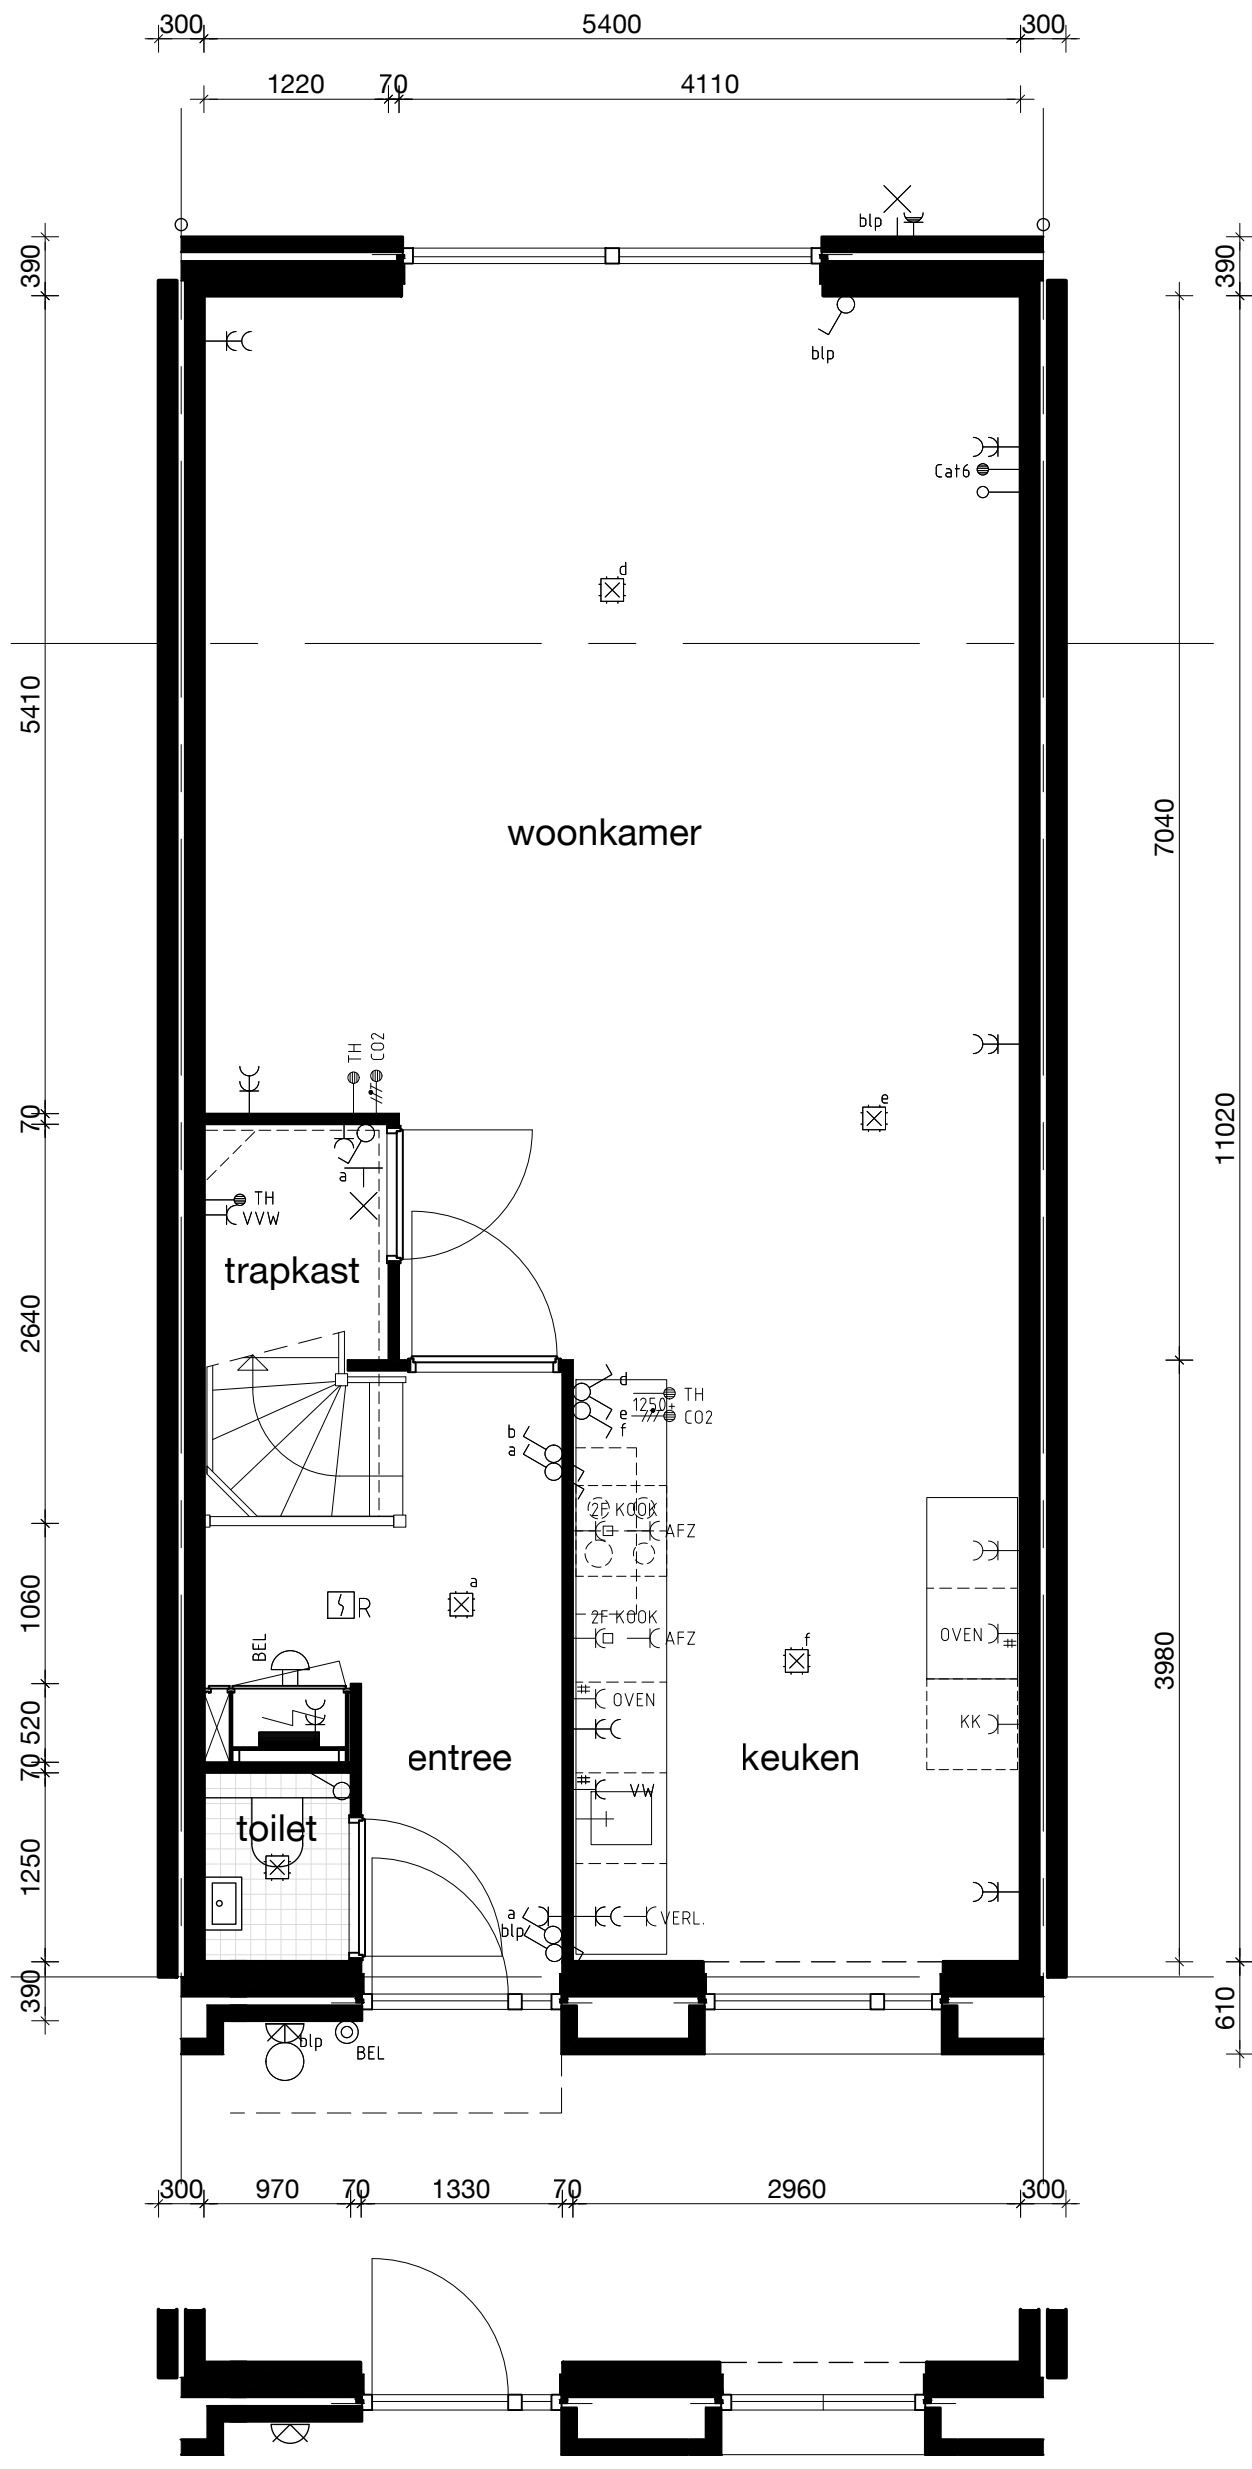 300 5400 300
1220 70 4110
blp
390
390
blp
Cat6
d
5410
woonkamer
7040
TH
CO2
70
e
11020
a
TH
VVW
trapkast
2640
d
TH
1250+
e
CO2
f
b
a
2F KOOK
AFZ
1060
a
R
2F KOOK
AFZ
f
OVEN
3980
BEL
OVEN
520
KK
entree
keuken
70
VW
toilet
1250
a
VERL.
blp
390
610
blp
BEL
300 970 70 1330 70 2960 300